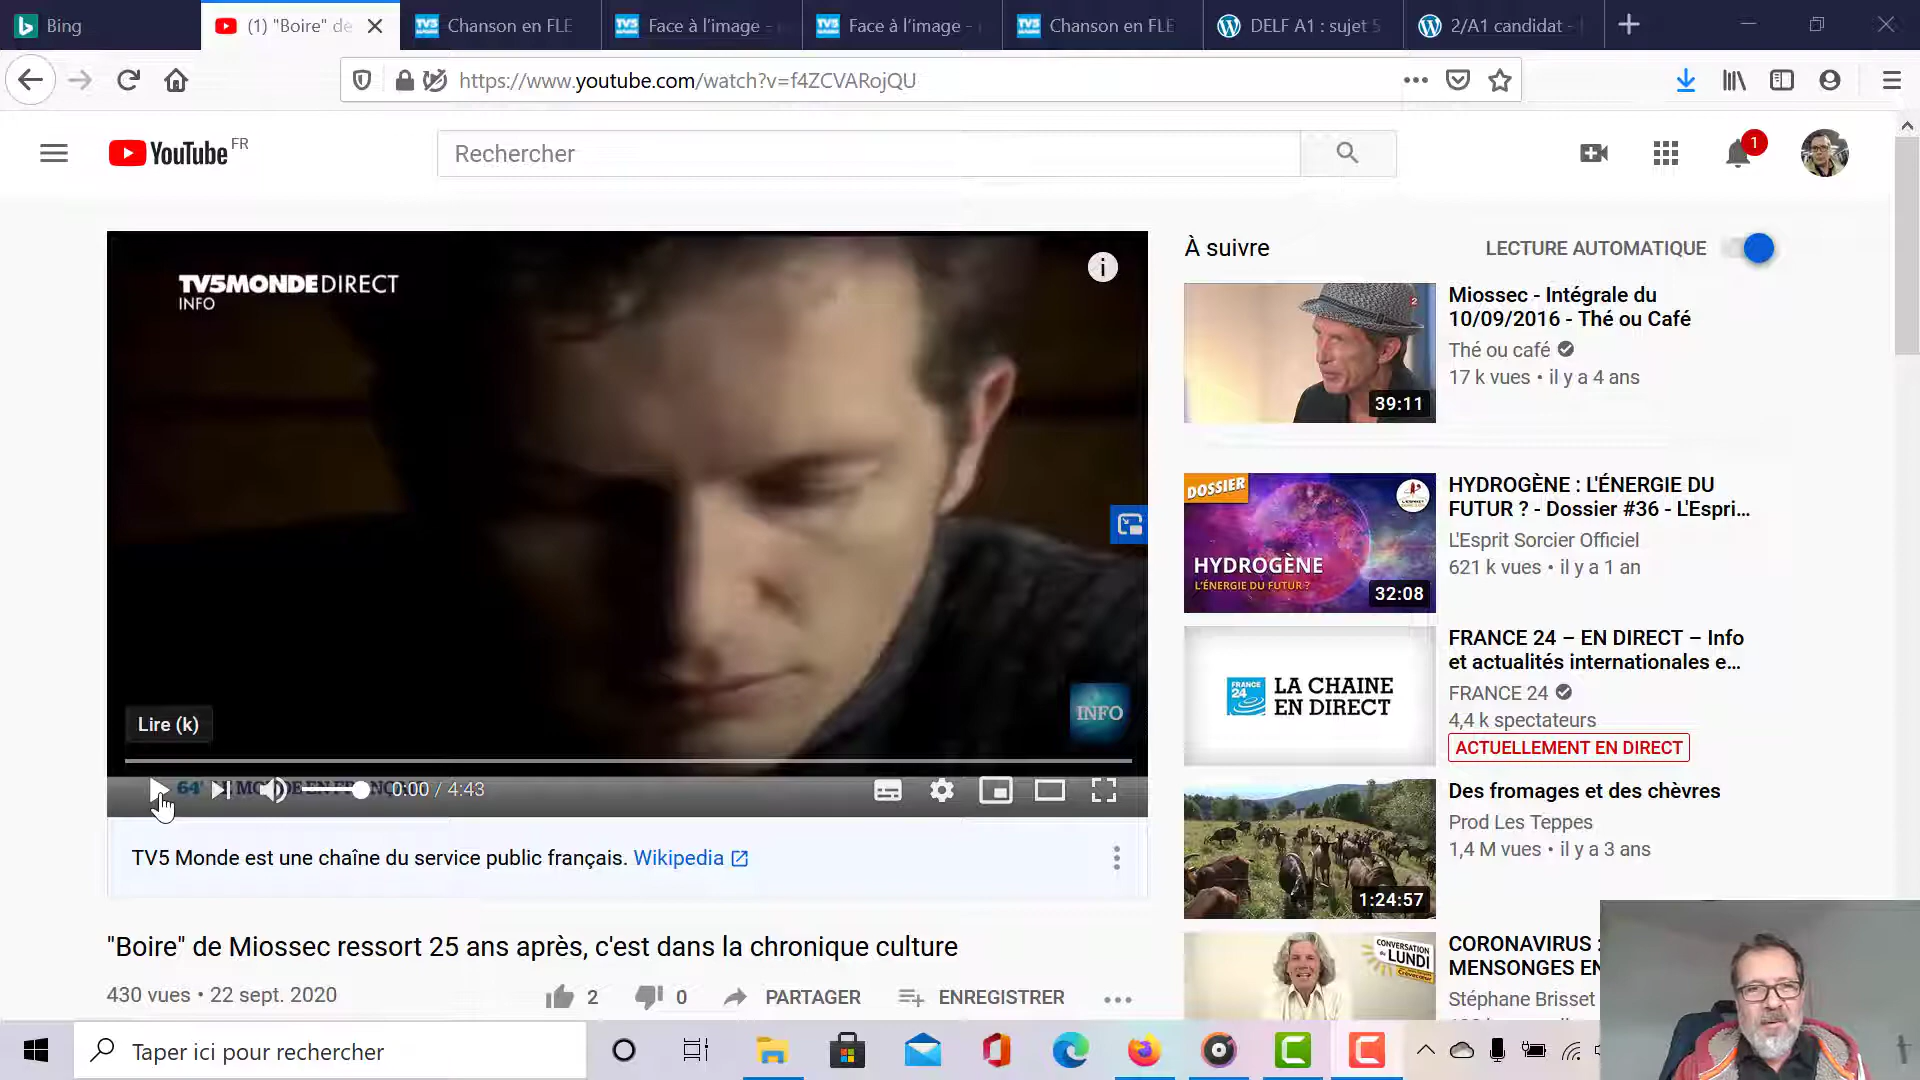 Bing
(1) "Boire" de
Chanson en FLE
Face à l'image -
Face à l'image -
Chanson en FLE
DELF A1 : sujet 5
2/A1 candidat -
https://www.youtube.com/watch?v=f4ZCVARojQU
YouTube FR
Rechercher
1
TV5MONDE DIRECT
INFO
INFO
Lire (k)
64'
0:00 / 4:43
TV5 Monde est une chaîne du service public français. Wikipedia
"Boire" de Miossec ressort 25 ans après, c'est dans la chronique culture
430 vues • 22 sept. 2020
2
0
PARTAGER
ENREGISTRER
À suivre
LECTURE AUTOMATIQUE
39:11
Miossec - Intégrale du
10/09/2016 - Thé ou Café
Thé ou café
17 k vues • il y a 4 ans
DOSSIER
HYDROGÈNE
L'ÉNERGIE DU FUTUR ?
32:08
HYDROGÈNE : L'ÉNERGIE DU
FUTUR ? - Dossier #36 - L'Espri...
L'Esprit Sorcier Officiel
621 k vues • il y a 1 an
FRANCE
24
LA CHAINE
EN DIRECT
FRANCE 24 – EN DIRECT – Info
et actualités internationales e...
FRANCE 24
4,4 k spectateurs
ACTUELLEMENT EN DIRECT
1:24:57
Des fromages et des chèvres
Prod Les Teppes
1,4 M vues • il y a 3 ans
CONVERSATION
DU LUNDI
CORONAVIRUS :
MENSONGES EN
Stéphane Brisset
Taper ici pour rechercher